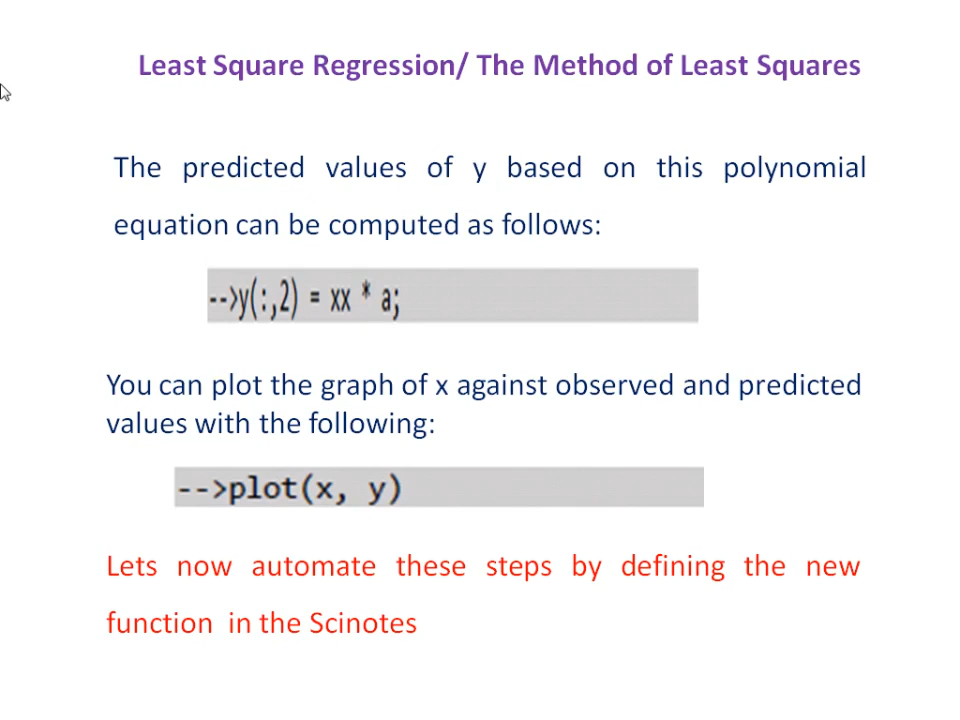 Least Square Regression/ The Method of Least Squares
The predicted values of y based on this polynomial
equation can be computed as follows:
-->y(:,2) = xx * a;
You can plot the graph of x against observed and predicted
values with the following:
-->plot(x, y)
Lets now automate these steps by defining the new
function in the Scinotes